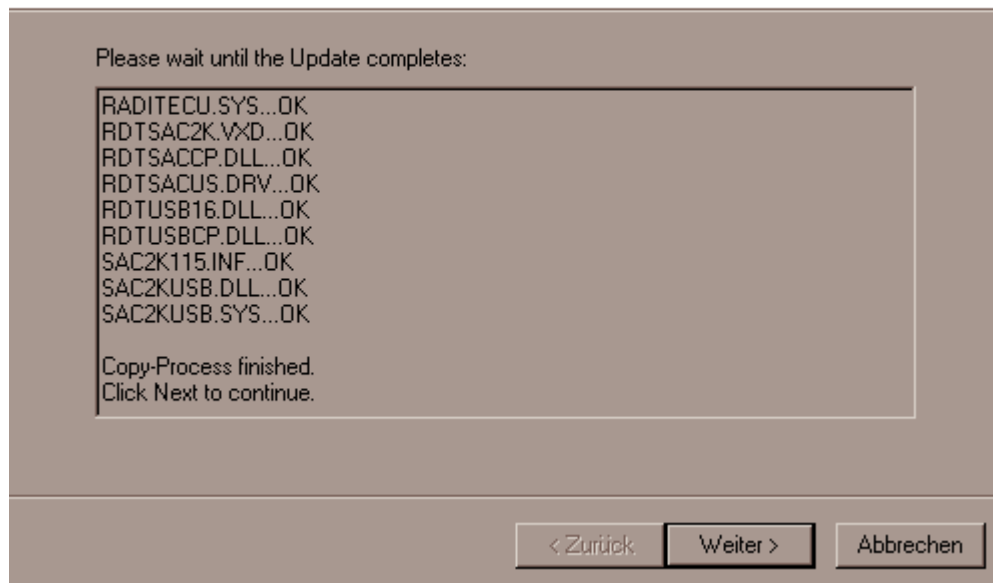 Please wait until the Update completes:
RADITECU.SYS...OK
RDTSAC2K.VXD...OK
RDTSACCP.DLL...OK
RDTSACUS.DRV...OK
RDTUSB16.DLL...OK
RDTUSBCP.DLL...OK
SAC2K115.INF...OK
SAC2KUSB.DLL...OK
SAC2KUSB.SYS...OK
Copy-Process finished.
Click Next to continue.
< Zurück Weiter > Abbrechen